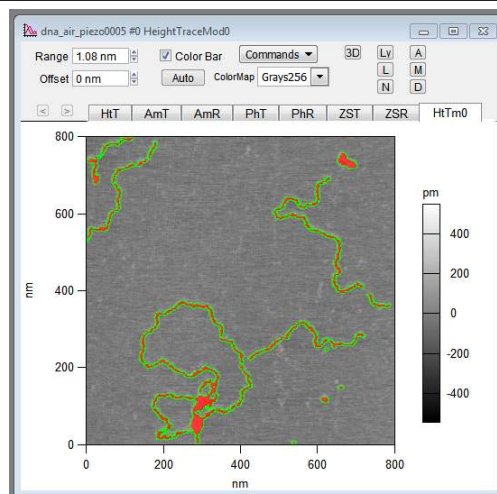 dna_air_piezo0005 #0 HeightTraceMod0
Range 1.08 nm Color Bar Commands 3D Ly A
L M
Offset 0 nm Auto ColorMap Grays256 N D
< > HtT AmT AmR PhT PhR ZST ZSR HtTm0
800
600
400
200
0
nm
0 200 400 600 800
nm
pm
400
200
0
-200
-400